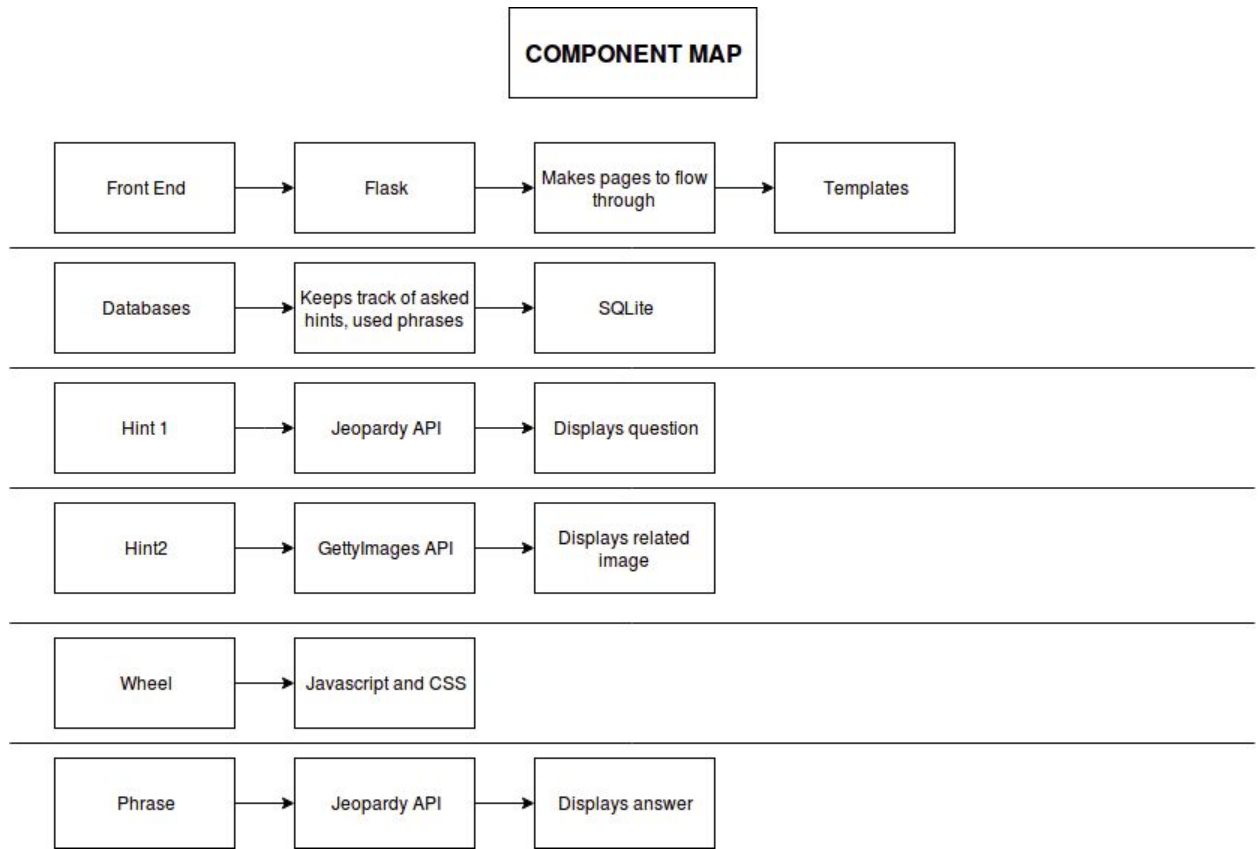 COMPONENT MAP
Front End
Flask
Makes pages to flow
through
Templates
Databases
Keeps track of asked
hints, used phrases
SQLite
Hint 1
Jeopardy API
Displays question
Hint2
GettyImages API
Displays related
image
Wheel
Javascript and CSS
Phrase
Jeopardy API
Displays answer